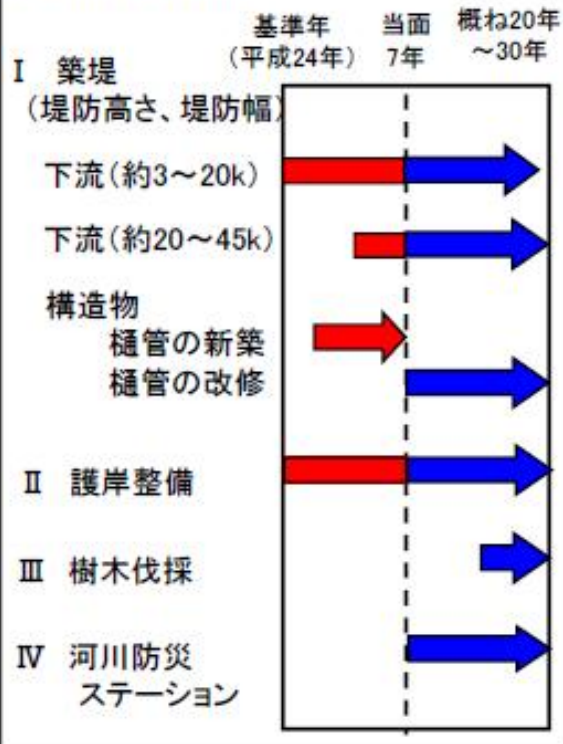 基準年
(平成24年)
当面
7年
概ね20年
～30年
Ⅰ 築堤
(堤防高さ、堤防幅)
下流(約3～20k)
下流(約20～45k)
構造物
樋管の新築
樋管の改修
Ⅱ 護岸整備
Ⅲ 樹木伐採
Ⅳ 河川防災
ステーション